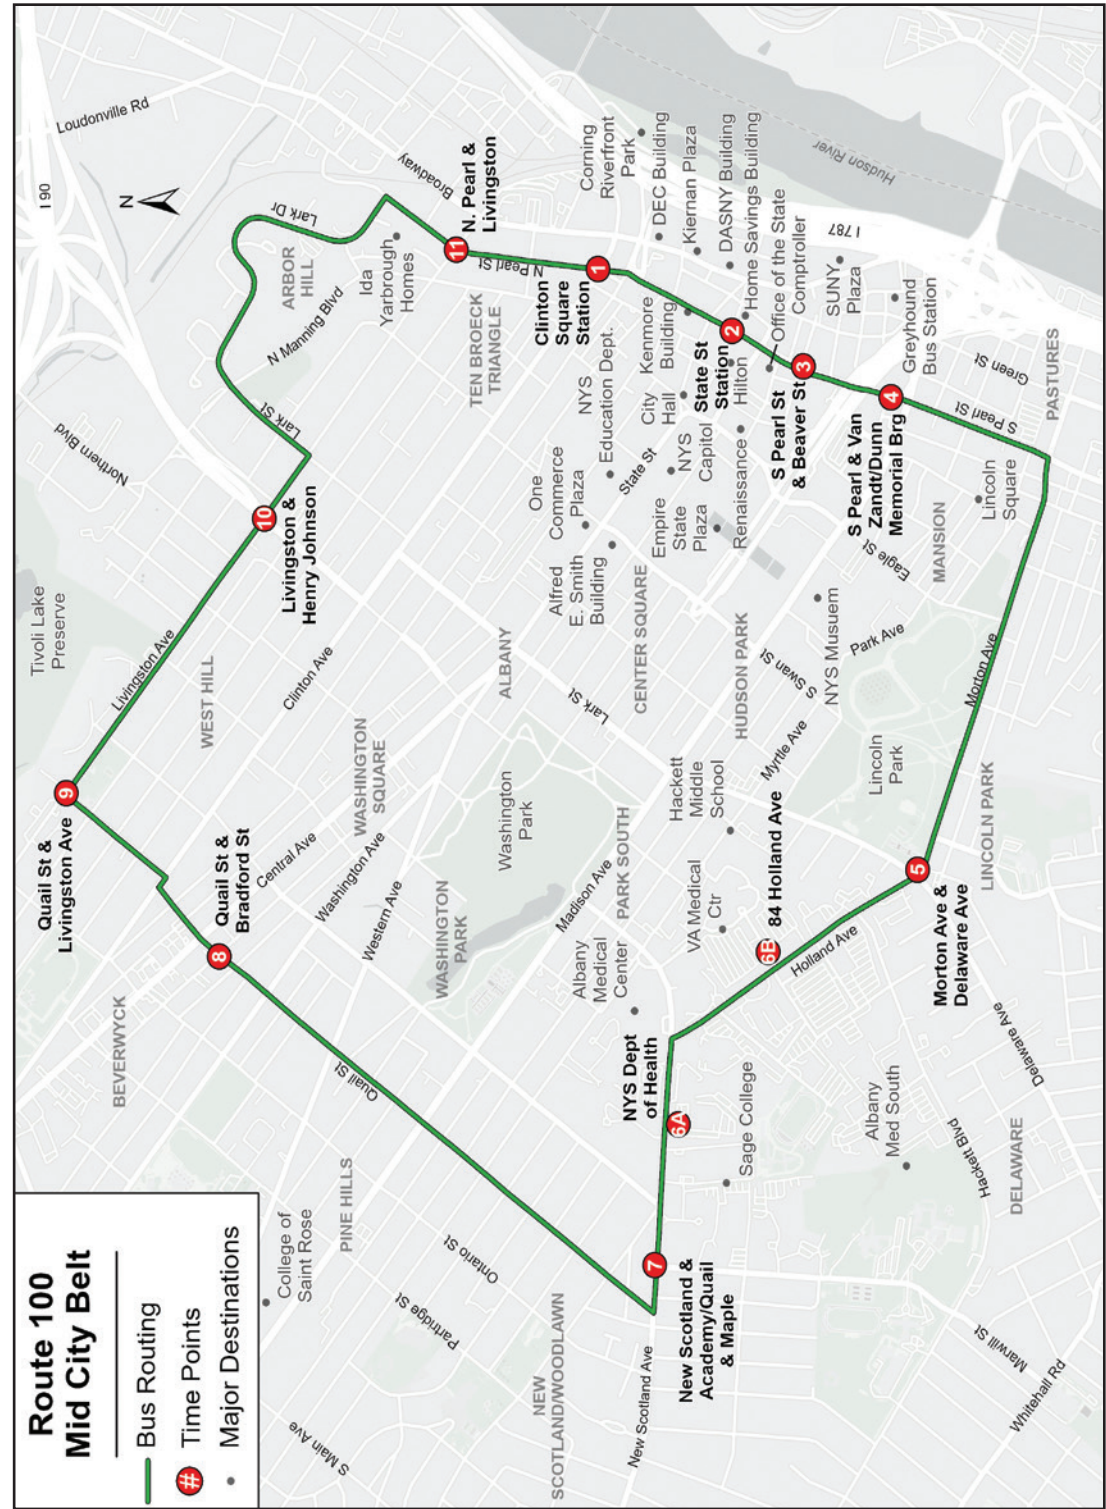 Route 100
Mid City Belt
Bus Routing
# Time Points
Major Destinations
S Main Ave
College of
Saint Rose
PINE HILLS
Partridge St
Ontario St
NEW
SCOTLAND/WOODLAWN
New Scotland Ave
BEVERWYCK
Quail St
8
Quail St &
Bradford St
9
Quail St &
Livingston Ave
Tivoli Lake
Preserve
Livingston Ave
WEST HILL
Clinton Ave
Central Ave
Washington Ave
Western Ave
WASHINGTON
SQUARE
WASHINGTON
PARK
Washington
Park
Madison Ave
ALBANY
Lark St
CENTER SQUARE
PARK SOUTH
HUDSON PARK
Northern Blvd
10
Livingston &
Henry Johnson
Lark St
N Manning Blvd
ARBOR
HILL
Lark Dr
Loudonville Rd
I 90
N
Ida
Yarbrough
Homes
Broadway
11
N. Pearl &
Livingston
N Pearl St
TEN BROECK
TRIANGLE
1
Clinton
Square
Station
Corning
Riverfront
Park
DEC Building
Kiernan Plaza
DASNY Building
Home Savings Building
Office of the State
Comptroller
Hudson River
I 787
SUNY
Plaza
Greyhound
Bus Station
Green St
PASTURES
NYS
Education Dept.
Kenmore
Building
City
Hall
2
State St
Station
Hilton
State St
NYS
Capitol
One
Commerce
Plaza
Alfred
E. Smith
Building
Empire
State
Plaza
Renaissance
3
S Pearl St
& Beaver St
4
S Pearl & Van
Zandt/Dunn
Memorial Brg
S Pearl St
Lincoln
Square
MANSION
Eagle St
Park Ave
NYS Musuem
S Swan St
Myrtle Ave
Lincoln
Park
Morton Ave
LINCOLN PARK
5
Morton Ave &
Delaware Ave
Hackett
Middle
School
VA Medical
Ctr
6B
84 Holland Ave
Holland Ave
Albany
Medical
Center
NYS Dept
of Health
6A
Sage College
Albany
Med South
Hackett Blvd
Delaware Ave
DELAWARE
7
New Scotland &
Academy/Quail
& Maple
Marwill St
Whitehall Rd